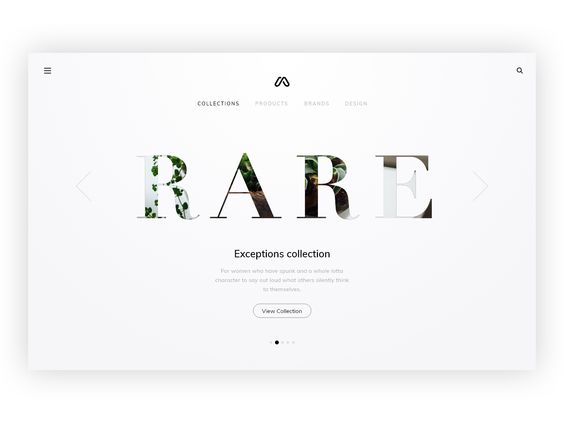 COLLECTIONS PRODUCTS BRANDS DESIGN
RARE
Exceptions collection
For women who have spunk and a whole lotta
character to say out loud what others silently think
to themselves.
View Collection